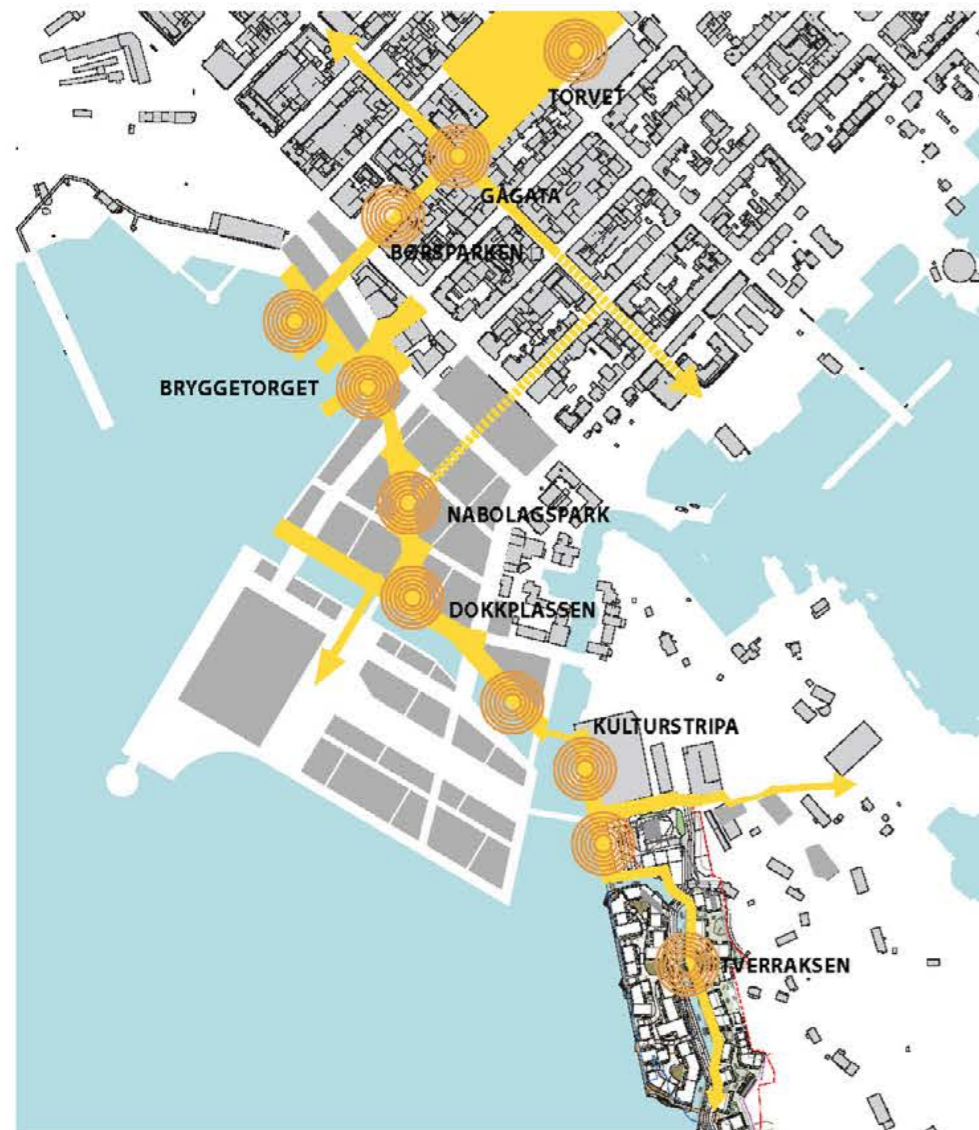 TORVET
GÅGATA
BØRSPARKEN
BRYGGETORGET
NABOLAGSPARK
DOKKPLASSEN
KULTURSTRIPA
TVERRAKSEN